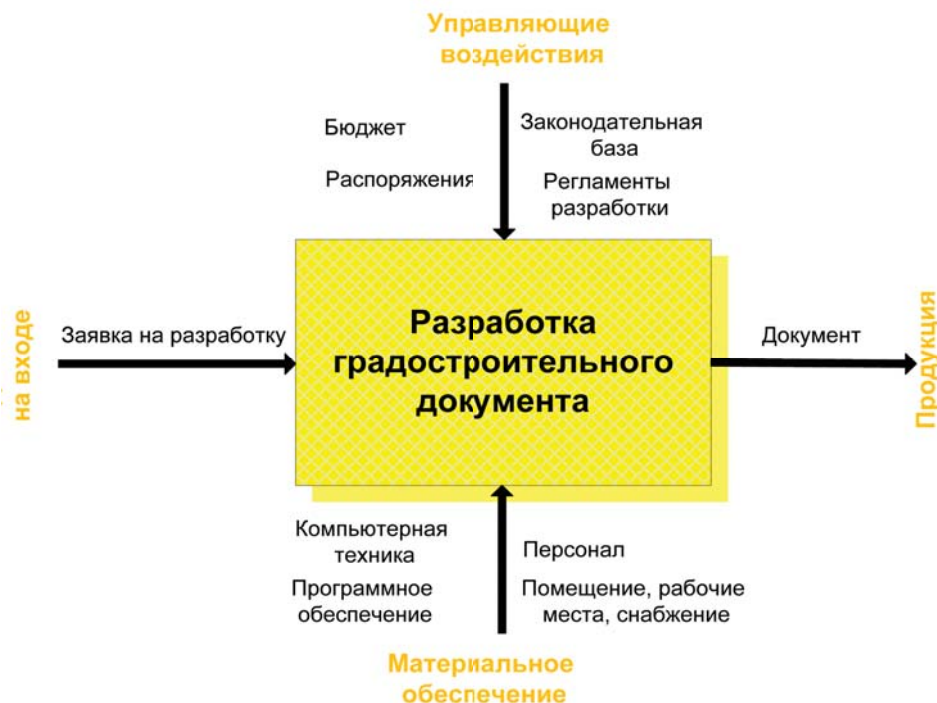 Управляющие
воздействия
Бюджет
Законодательная
база
Распоряжения
Регламенты
разработки
на входе
Заявка на разработку
Разработка
градостроительного
документа
Документ
Продукция
Компьютерная
техника
Персонал
Программное
обеспечение
Помещение, рабочие
места, снабжение
Материальное
обеспечение